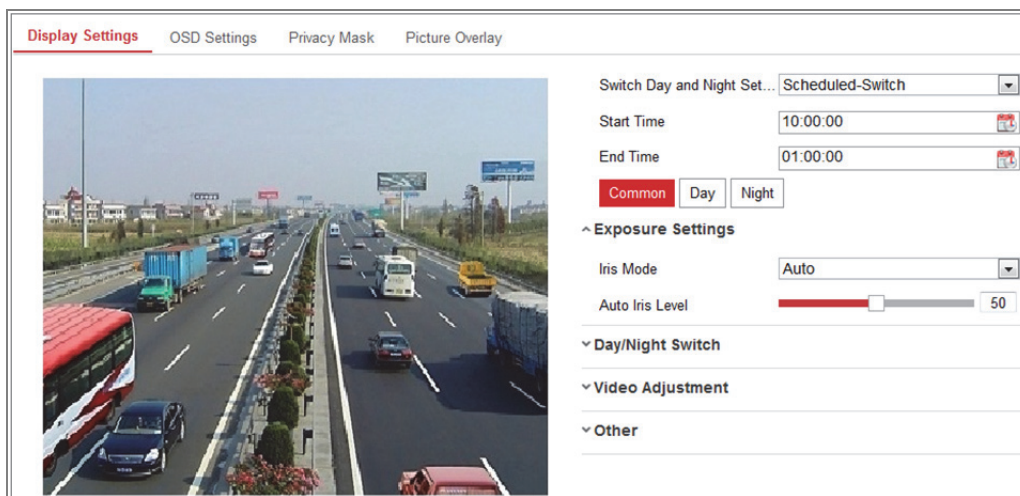 Display Settings OSD Settings Privacy Mask Picture Overlay
Switch Day and Night Set... Scheduled-Switch
Start Time 10:00:00
End Time 01:00:00
Common Day Night
Exposure Settings
Iris Mode Auto
Auto Iris Level 50
Day/Night Switch
Video Adjustment
Other